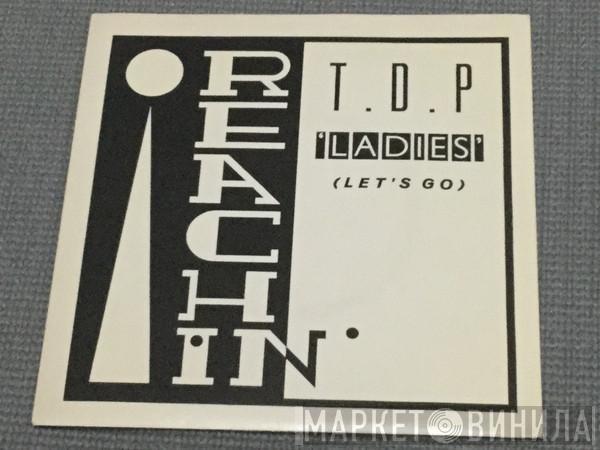 REACHIN'
T.D.P
'LADIES'
(LET'S GO)
МАРКЕТ ВИНИЛА